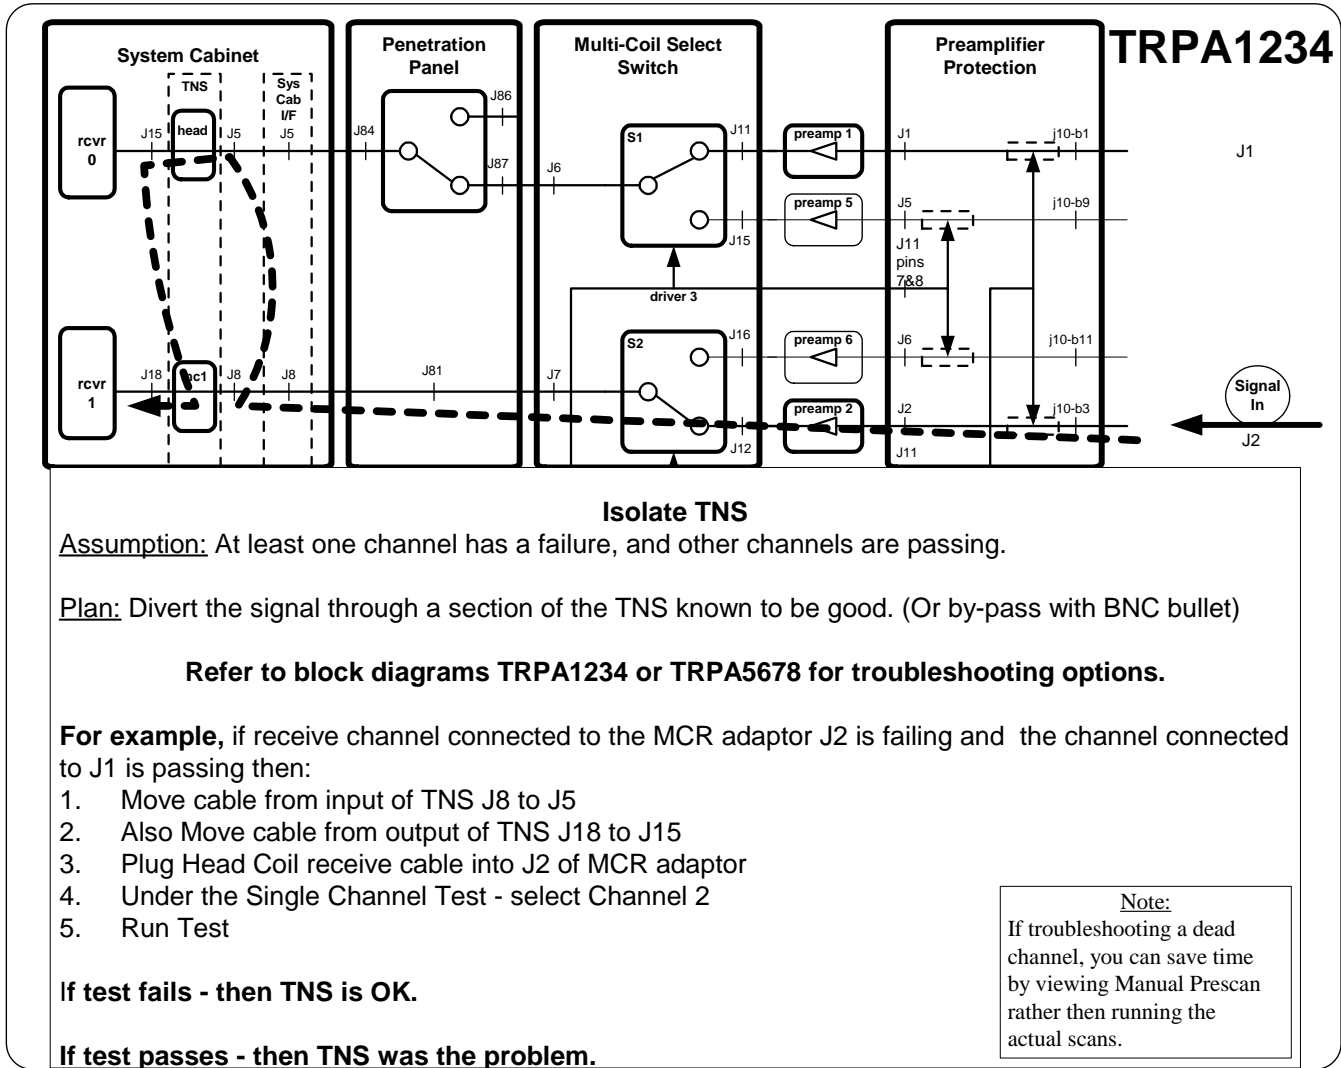 TRPA1234
System Cabinet
Penetration
Panel
Multi-Coil Select
Switch
Preamplifier
Protection
TNS
Sys
Cab
I/F
rcvr
0
J15
head
J5
J5
J84
J86
J87
J6
S1
J11
J15
preamp 1
preamp 5
J1
J5
j10-b1
j10-b9
J1
J11
pins
7&8
driver 3
rcvr
1
J18
J8
J8
J81
J7
S2
J16
J12
preamp 6
preamp 2
J6
J2
J11
j10-b11
j10-b3
Signal
In
J2
Isolate TNS
Assumption: At least one channel has a failure, and other channels are passing.
Plan: Divert the signal through a section of the TNS known to be good. (Or by-pass with BNC bullet)
Refer to block diagrams TRPA1234 or TRPA5678 for troubleshooting options.
For example, if receive channel connected to the MCR adaptor J2 is failing and the channel connected
to J1 is passing then:
1. Move cable from input of TNS J8 to J5
2. Also Move cable from output of TNS J18 to J15
3. Plug Head Coil receive cable into J2 of MCR adaptor
4. Under the Single Channel Test - select Channel 2
5. Run Test
If test fails - then TNS is OK.
If test passes - then TNS was the problem.
Note:
If troubleshooting a dead
channel, you can save time
by viewing Manual Prescan
rather then running the
actual scans.